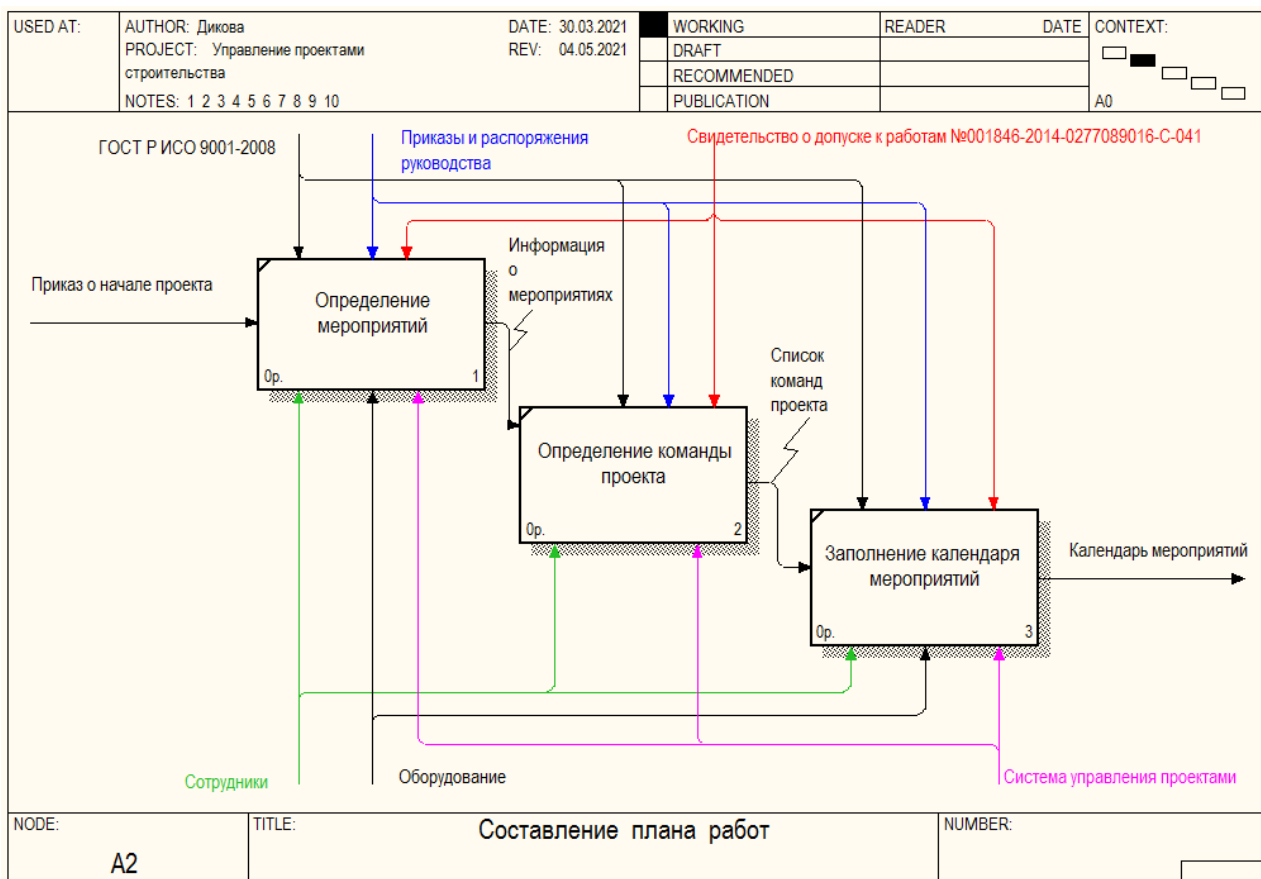 USED AT:
AUTHOR: Дикова
DATE: 30.03.2021
PROJECT: Управление проектами
REV: 04.05.2021
строительства
NOTES: 1 2 3 4 5 6 7 8 9 10
WORKING
DRAFT
RECOMMENDED
PUBLICATION
READER
DATE
CONTEXT:
A0
ГОСТ Р ИСО 9001-2008
Приказы и распоряжения
руководства
Свидетельство о допуске к работам №001846-2014-0277089016-С-041
Приказ о начале проекта
Определение
мероприятий
0р.
1
Информация
о
мероприятиях
Определение команды
проекта
0р.
2
Список
команд
проекта
Заполнение календаря
мероприятий
0р.
3
Календарь мероприятий
Сотрудники
Оборудование
Система управления проектами
NODE:
A2
TITLE:
Составление плана работ
NUMBER: